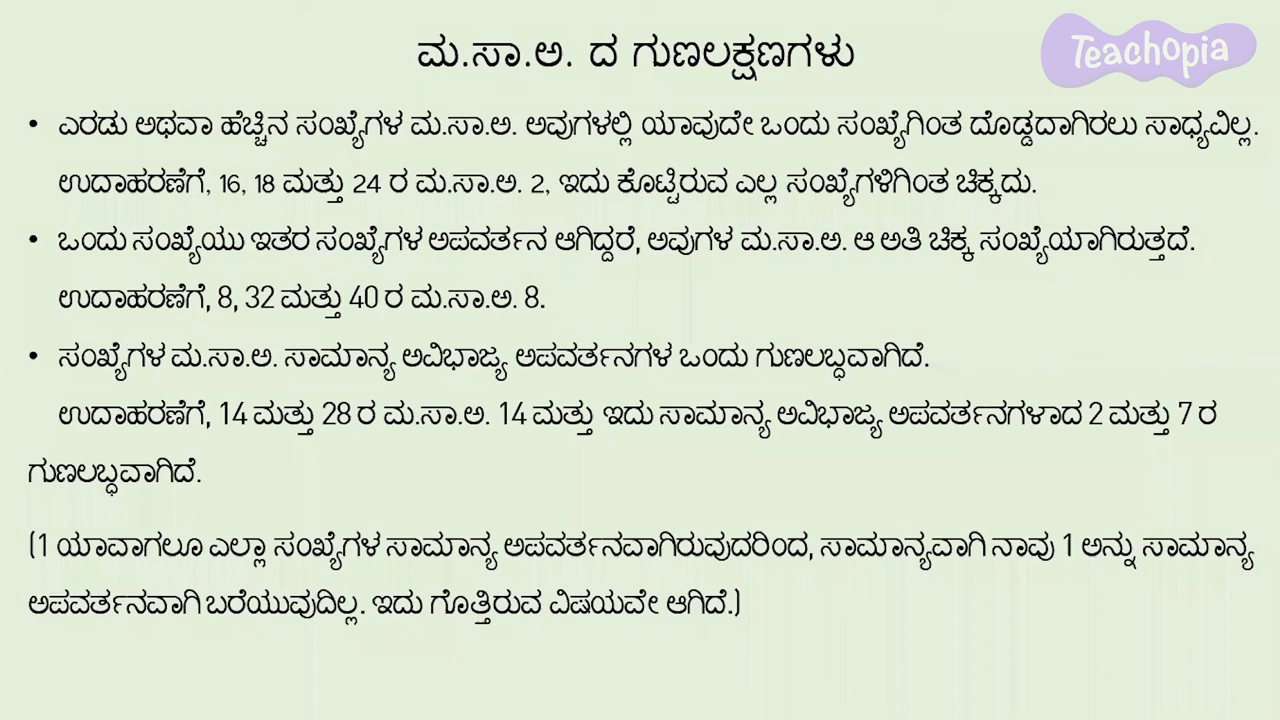 ಮ.ಸಾ.ಅ. ದ ಗುಣಲಕ್ಷಣಗಳು
Teachopia
• ಎರಡು ಅಥವಾ ಹೆಚ್ಚಿನ ಸಂಖ್ಯೆಗಳ ಮ.ಸಾ.ಅ. ಅವುಗಳಲ್ಲಿ ಯಾವುದೇ ಒಂದು ಸಂಖ್ಯೆಗಿಂತ ದೊಡ್ಡದಾಗಿರಲು ಸಾಧ್ಯವಿಲ್ಲ.
ಉದಾಹರಣೆಗೆ, 16, 18 ಮತ್ತು 24 ರ ಮ.ಸಾ.ಅ. 2, ಇದು ಕೊಟ್ಟಿರುವ ಎಲ್ಲ ಸಂಖ್ಯೆಗಳಿಗಿಂತ ಚಿಕ್ಕದು.
• ಒಂದು ಸಂಖ್ಯೆಯು ಇತರ ಸಂಖ್ಯೆಗಳ ಅಪವರ್ತನ ಆಗಿದ್ದರೆ, ಅವುಗಳ ಮ.ಸಾ.ಅ. ಆ ಅತಿ ಚಿಕ್ಕ ಸಂಖ್ಯೆಯಾಗಿರುತ್ತದೆ.
ಉದಾಹರಣೆಗೆ, 8, 32 ಮತ್ತು 40 ರ ಮ.ಸಾ.ಅ. 8.
• ಸಂಖ್ಯೆಗಳ ಮ.ಸಾ.ಅ. ಸಾಮಾನ್ಯ ಅವಿಭಾಜ್ಯ ಅಪವರ್ತನಗಳ ಒಂದು ಗುಣಲಬ್ಧವಾಗಿದೆ.
ಉದಾಹರಣೆಗೆ, 14 ಮತ್ತು 28 ರ ಮ.ಸಾ.ಅ. 14 ಮತ್ತು ಇದು ಸಾಮಾನ್ಯ ಅವಿಭಾಜ್ಯ ಅಪವರ್ತನಗಳಾದ 2 ಮತ್ತು 7 ರ
ಗುಣಲಬ್ಧವಾಗಿದೆ.
(1 ಯಾವಾಗಲೂ ಎಲ್ಲಾ ಸಂಖ್ಯೆಗಳ ಸಾಮಾನ್ಯ ಅಪವರ್ತನವಾಗಿರುವುದರಿಂದ, ಸಾಮಾನ್ಯವಾಗಿ ನಾವು 1 ಅನ್ನು ಸಾಮಾನ್ಯ
ಅಪವರ್ತನವಾಗಿ ಬರೆಯುವುದಿಲ್ಲ. ಇದು ಗೊತ್ತಿರುವ ವಿಷಯವೇ ಆಗಿದೆ.)